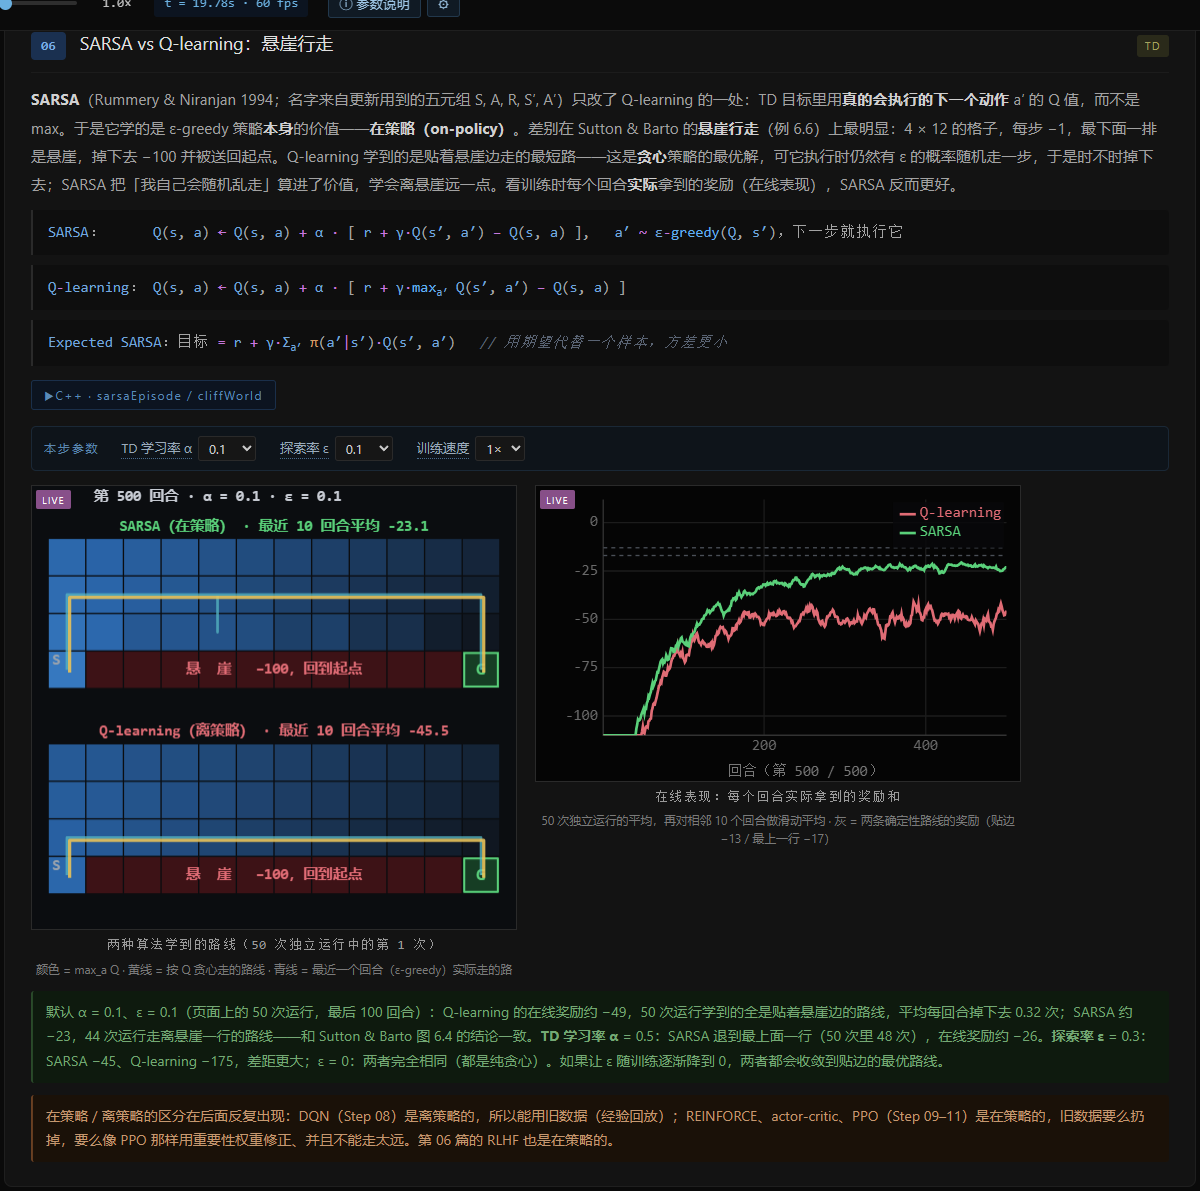 1.0x t = 19.78s · 60 fps ⓘ 参数说明 ⚙
06 SARSA vs Q-learning：悬崖行走 TD
SARSA（Rummery & Niranjan 1994；名字来自更新用到的五元组 S, A, R, S′, A′）只改了 Q-learning 的一处：TD 目标里用真的会执行的下一个动作 a′ 的 Q 值，而不是
max。于是它学的是 ε-greedy 策略本身的价值——在策略（on-policy）。差别在 Sutton & Barto 的悬崖行走（例 6.6）上最明显：4 × 12 的格子，每步 −1，最下面一排
是悬崖，掉下去 −100 并被送回起点。Q-learning 学到的是贴着悬崖边走的最短路——这是贪心策略的最优解，可它执行时仍然有 ε 的概率随机走一步，于是时不时掉下
去；SARSA 把「我自己会随机乱走」算进了价值，学会离悬崖远一点。看训练时每个回合实际拿到的奖励（在线表现），SARSA 反而更好。
SARSA: Q(s, a) ← Q(s, a) + α · [ r + γ·Q(s′, a′) − Q(s, a) ], a′ ~ ε-greedy(Q, s′)，下一步就执行它
Q-learning: Q(s, a) ← Q(s, a) + α · [ r + γ·maxa′ Q(s′, a′) − Q(s, a) ]
Expected SARSA: 目标 = r + γ·Σa′ π(a′|s′)·Q(s′, a′) // 用期望代替一个样本，方差更小
▶C++ · sarsaEpisode / cliffWorld
本步参数 TD 学习率 α 0.1 探索率 ε 0.1 训练速度 1×
LIVE 第 500 回合 · α = 0.1 · ε = 0.1
SARSA (在策略) · 最近 10 回合平均 -23.1
S 悬 崖 -100, 回到起点 G
Q-learning (离策略) · 最近 10 回合平均 -45.5
S 悬 崖 -100, 回到起点 G
两种算法学到的路线（50 次独立运行中的第 1 次）
颜色 = max_a Q · 黄线 = 按 Q 贪心走的路线 · 青线 = 最近一个回合（ε-greedy）实际走的路
LIVE
Q-learning
SARSA
0
-25
-50
-75
-100
200 400
回合（第 500 / 500）
在线表现：每个回合实际拿到的奖励和
50 次独立运行的平均，再对相邻 10 个回合做滑动平均 · 灰 = 两条确定性路线的奖励（贴边
−13 / 最上一行 −17）
默认 α = 0.1、ε = 0.1（页面上的 50 次运行，最后 100 回合）：Q-learning 的在线奖励约 −49，50 次运行学到的全是贴着悬崖边的路线，平均每回合掉下去 0.32 次；SARSA 约
−23，44 次运行走离悬崖一行的路线——和 Sutton & Barto 图 6.4 的结论一致。TD 学习率 α = 0.5：SARSA 退到最上面一行（50 次里 48 次），在线奖励约 −26。探索率 ε = 0.3：
SARSA −45、Q-learning −175，差距更大；ε = 0：两者完全相同（都是纯贪心）。如果让 ε 随训练逐渐降到 0，两者都会收敛到贴边的最优路线。
在策略 / 离策略的区分在后面反复出现：DQN（Step 08）是离策略的，所以能用旧数据（经验回放）；REINFORCE、actor-critic、PPO（Step 09–11）是在策略的，旧数据要么扔
掉，要么像 PPO 那样用重要性权重修正、并且不能走太远。第 06 篇的 RLHF 也是在策略的。